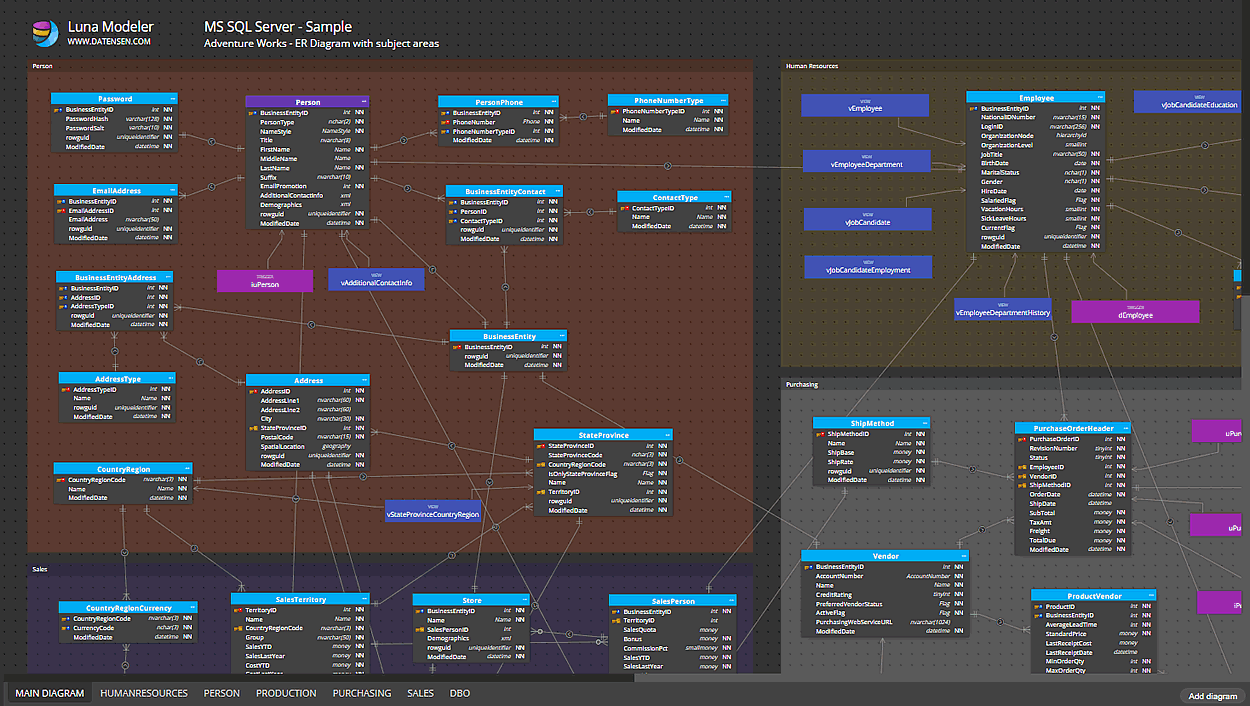 Luna Modeler
WWW.DATENSEN.COM
MS SQL Server - Sample
Adventure Works - ER Diagram with subject areas
Person
Password
BusinessEntityID int NN
PasswordHash varchar(128) NN
PasswordSalt varchar(10) NN
rowguid uniqueidentifier NN
ModifiedDate datetime NN
Person
BusinessEntityID int NN
PersonType nchar(2) NN
NameStyle NameStyle NN
Title nvarchar(8)
FirstName Name NN
MiddleName Name
LastName Name NN
Suffix nvarchar(10)
EmailPromotion int NN
AdditionalContactInfo xml
Demographics xml
rowguid uniqueidentifier NN
ModifiedDate datetime NN
PersonPhone
BusinessEntityID int NN
PhoneNumber Phone NN
PhoneNumberTypeID int NN
ModifiedDate datetime NN
PhoneNumberType
PhoneNumberTypeID int NN
Name Name NN
ModifiedDate datetime NN
EmailAddress
BusinessEntityID int NN
EmailAddressID int NN
EmailAddress nvarchar(50)
rowguid uniqueidentifier NN
ModifiedDate datetime NN
BusinessEntityContact
BusinessEntityID int NN
PersonID int NN
ContactTypeID int NN
rowguid uniqueidentifier NN
ModifiedDate datetime NN
ContactType
ContactTypeID int NN
Name Name NN
ModifiedDate datetime NN
TRIGGER
iuPerson
VIEW
vAdditionalContactInfo
BusinessEntityAddress
BusinessEntityID int NN
AddressID int NN
AddressTypeID int NN
rowguid uniqueidentifier NN
ModifiedDate datetime NN
BusinessEntity
BusinessEntityID int NN
rowguid uniqueidentifier NN
ModifiedDate datetime NN
AddressType
AddressTypeID int NN
Name Name NN
rowguid uniqueidentifier NN
ModifiedDate datetime NN
Address
AddressID int NN
AddressLine1 nvarchar(60) NN
AddressLine2 nvarchar(60)
City nvarchar(30) NN
StateProvinceID int NN
PostalCode nvarchar(15) NN
SpatialLocation geography
rowguid uniqueidentifier NN
ModifiedDate datetime NN
StateProvince
StateProvinceID int NN
StateProvinceCode nchar(3) NN
CountryRegionCode nvarchar(3) NN
IsOnlyStateProvinceFlag Flag NN
Name Name NN
TerritoryID int NN
rowguid uniqueidentifier NN
ModifiedDate datetime NN
CountryRegion
CountryRegionCode nvarchar(3) NN
Name Name NN
ModifiedDate datetime NN
VIEW
vStateProvinceCountryRegion
Human Resources
VIEW
vEmployee
VIEW
vEmployeeDepartment
VIEW
vJobCandidate
VIEW
vJobCandidateEmployment
Employee
BusinessEntityID int NN
NationalIDNumber nvarchar(15) NN
LoginID nvarchar(256) NN
OrganizationNode hierarchyid
OrganizationLevel smallint
JobTitle nvarchar(50) NN
BirthDate date NN
MaritalStatus nchar(1) NN
Gender nchar(1) NN
HireDate date NN
SalariedFlag Flag NN
VacationHours smallint NN
SickLeaveHours smallint NN
CurrentFlag Flag NN
rowguid uniqueidentifier NN
ModifiedDate datetime NN
VIEW
vJobCandidateEducation
VIEW
vEmployeeDepartmentHistory
TRIGGER
dEmployee
Purchasing
ShipMethod
ShipMethodID int NN
Name Name NN
ShipBase money NN
ShipRate money NN
rowguid uniqueidentifier NN
ModifiedDate datetime NN
PurchaseOrderHeader
PurchaseOrderID int NN
RevisionNumber tinyint NN
Status tinyint NN
EmployeeID int NN
VendorID int NN
ShipMethodID int NN
OrderDate datetime NN
ShipDate datetime
SubTotal money NN
TaxAmt money NN
Freight money NN
TotalDue money NN
ModifiedDate datetime NN
Vendor
BusinessEntityID int NN
AccountNumber AccountNumber NN
Name Name NN
CreditRating tinyint NN
PreferredVendorStatus Flag NN
ActiveFlag Flag NN
PurchasingWebServiceURL nvarchar(1024)
ModifiedDate datetime NN
ProductVendor
ProductID int NN
BusinessEntityID int NN
AverageLeadTime int NN
StandardPrice money NN
LastReceiptCost money
LastReceiptDate datetime
MinOrderQty int NN
MaxOrderQty int NN
Sales
CountryRegionCurrency
CountryRegionCode nvarchar(3) NN
CurrencyCode nchar(3) NN
ModifiedDate datetime NN
SalesTerritory
TerritoryID int NN
Name Name NN
CountryRegionCode nvarchar(3) NN
Group nvarchar(50) NN
SalesYTD money NN
SalesLastYear money NN
CostYTD money NN
Store
BusinessEntityID int NN
Name Name NN
SalesPersonID int
Demographics xml
rowguid uniqueidentifier NN
ModifiedDate datetime NN
SalesPerson
BusinessEntityID int NN
TerritoryID int
SalesQuota money
Bonus money NN
CommissionPct smallmoney NN
SalesYTD money NN
SalesLastYear money NN
MAIN DIAGRAM HUMANRESOURCES PERSON PRODUCTION PURCHASING SALES DBO
Add diagram